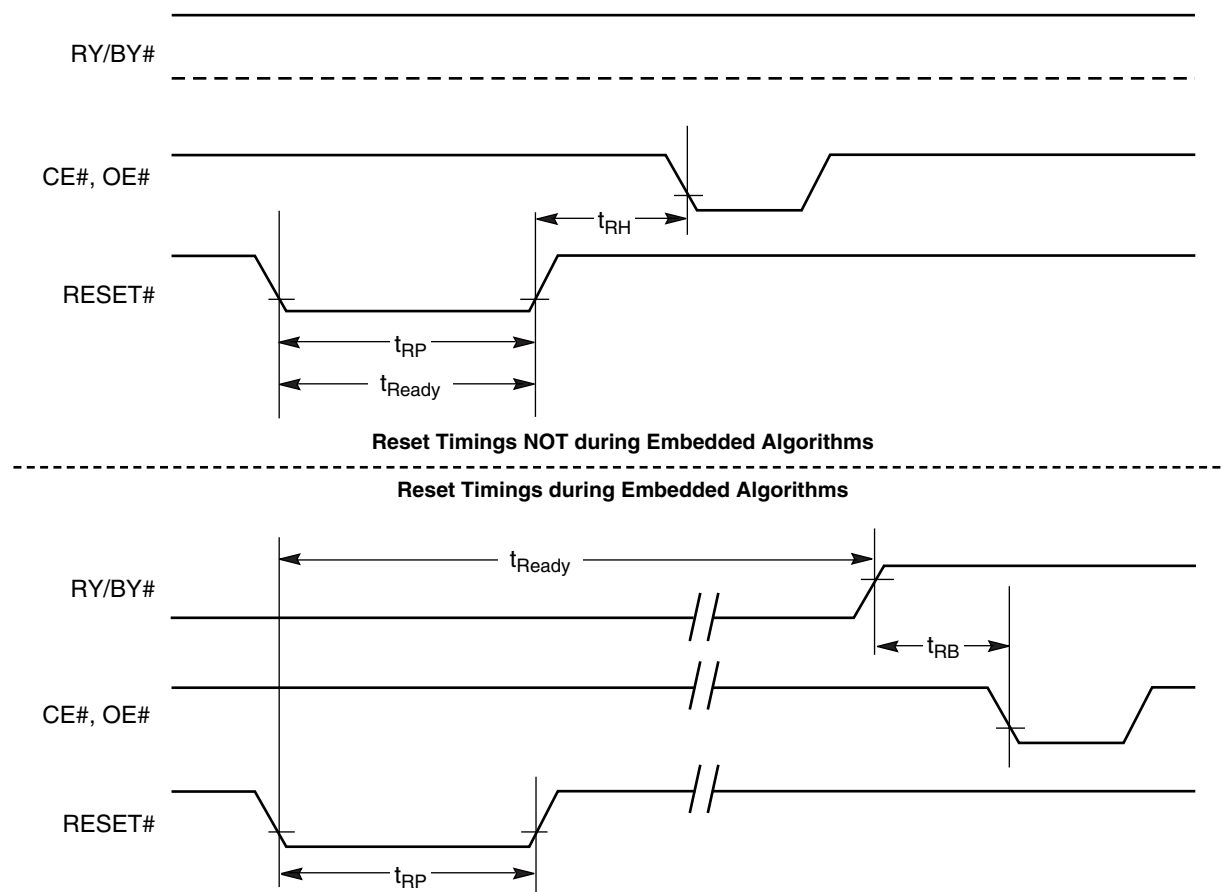 RY/BY#
CE#, OE#
tRH
RESET#
tRP
tReady
Reset Timings NOT during Embedded Algorithms
Reset Timings during Embedded Algorithms
tReady
RY/BY#
tRB
CE#, OE#
RESET#
tRP